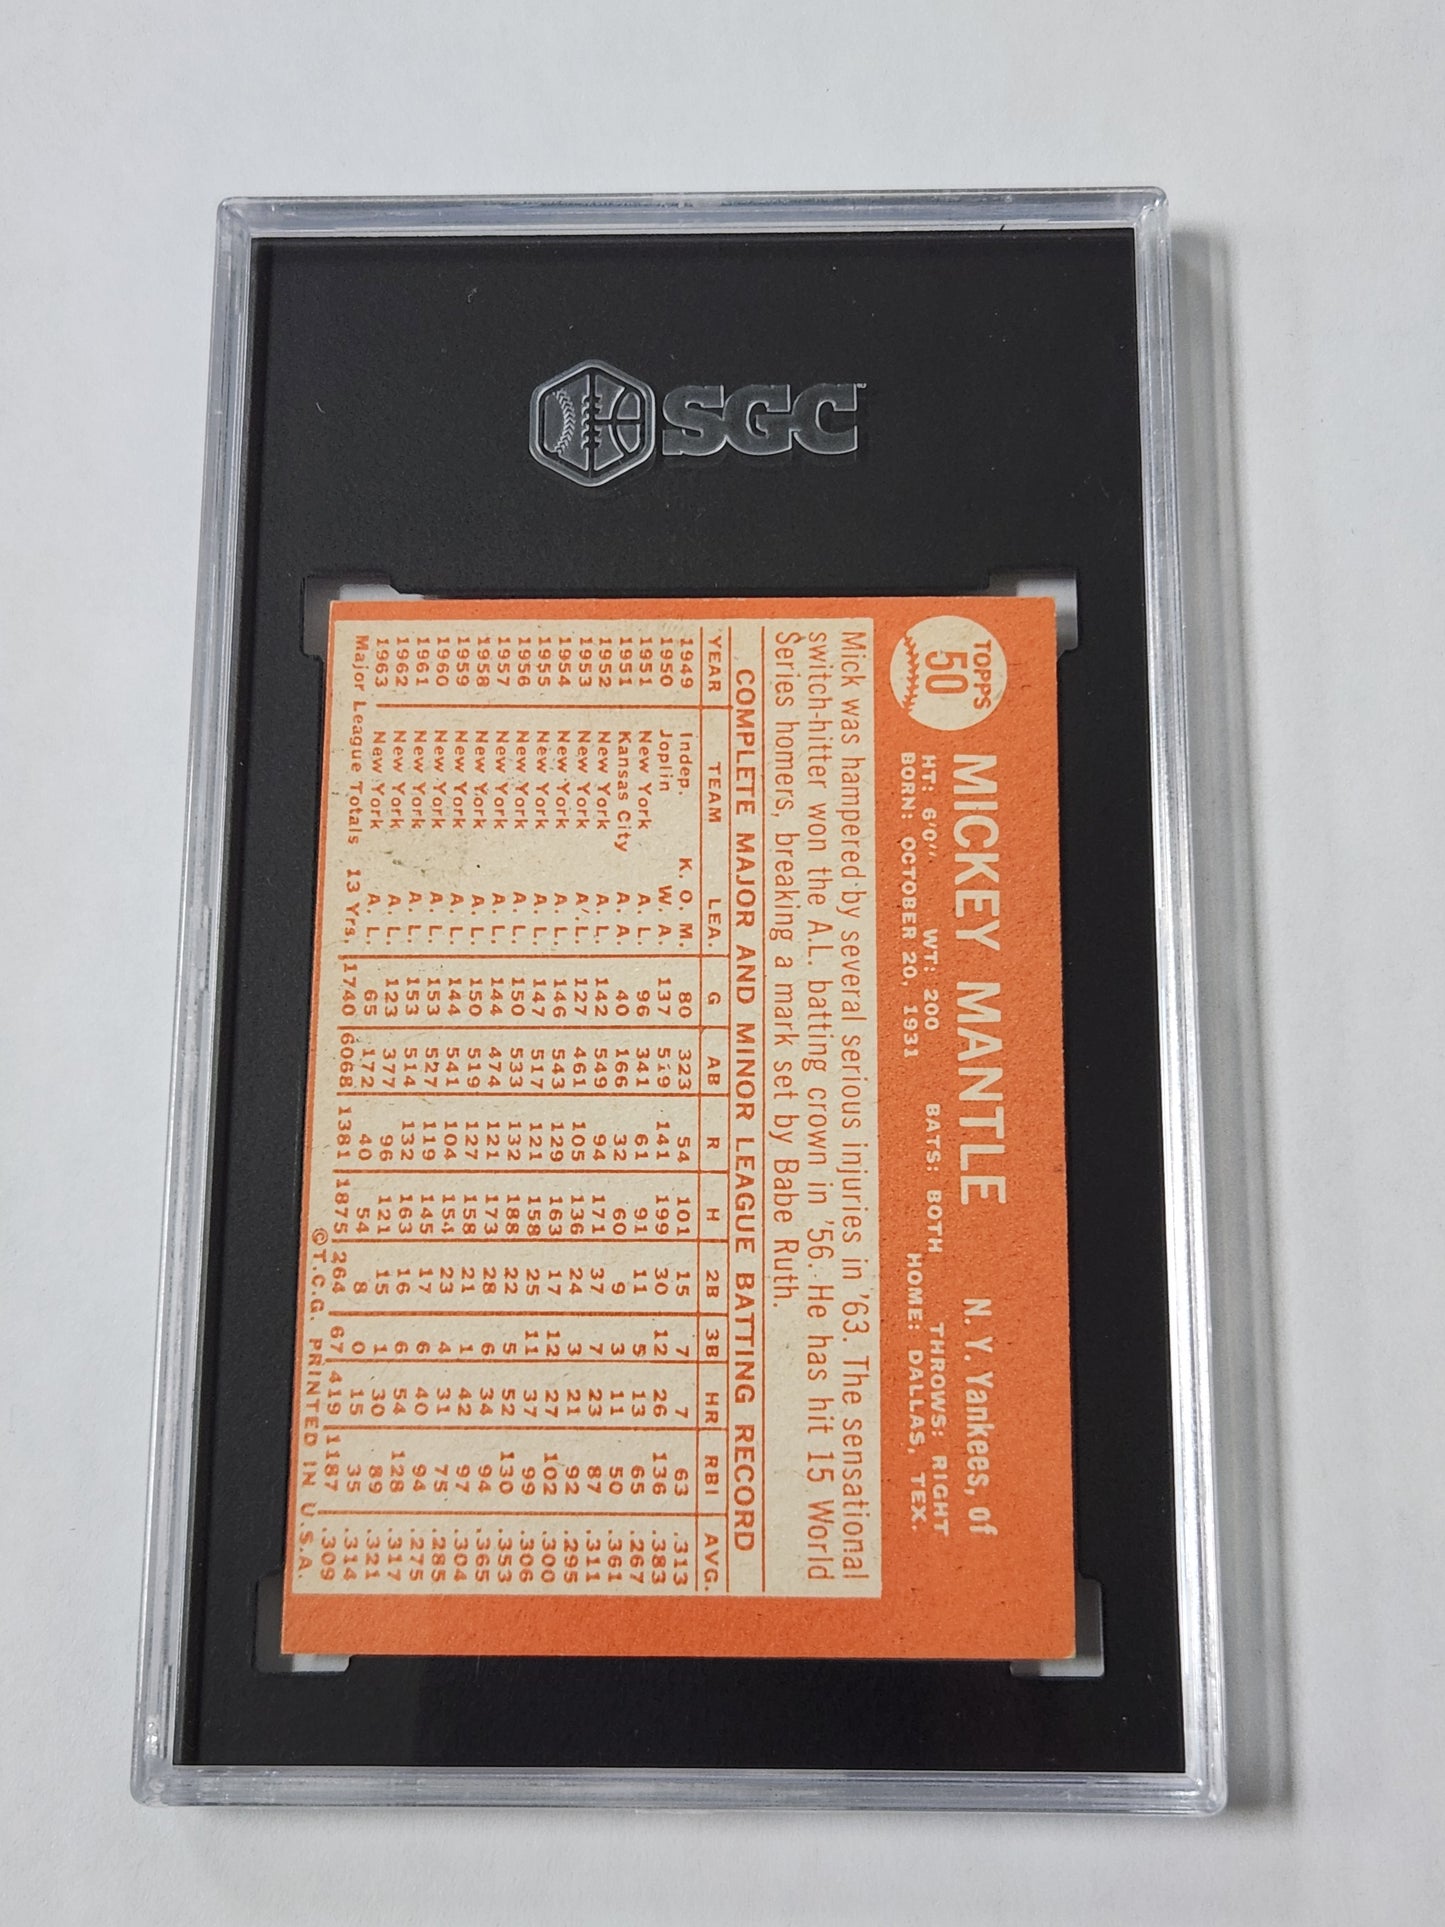 SGC
TOPPS
50
MICKEY MANTLE N. Y. Yankees, of
HT: 6'0" WT: 200 BATS: BOTH THROWS: RIGHT
BORN: OCTOBER 20, 1931 HOME: DALLAS, TEX.
Mick was hampered by several serious injuries in '63. The sensational
switch-hitter won the A.L. batting crown in '56. He has hit 15 World
Series homers, breaking a mark set by Babe Ruth.
COMPLETE MAJOR AND MINOR LEAGUE BATTING RECORD
YEAR TEAM LEA. G AB R H 2B 3B HR RBI AVG.
1949 Indep. K. O. M. 80 323 54 101 15 7 7 63 .313
1950 Joplin W. A. 137 519 141 199 30 12 26 136 .383
1951 New York A. L. 96 341 61 91 11 5 13 65 .267
1951 Kansas City A. A. 40 166 32 60 9 3 11 50 .361
1952 New York A. L. 142 549 94 171 37 7 23 87 .311
1953 New York A. L. 127 461 105 136 24 3 21 92 .295
1954 New York A. L. 146 543 129 163 17 12 27 102 .300
1955 New York A. L. 147 517 121 158 25 11 37 99 .306
1956 New York A. L. 150 533 132 188 22 5 52 130 .353
1957 New York A. L. 144 474 121 173 28 6 34 94 .365
1958 New York A. L. 150 519 127 158 21 1 42 97 .304
1959 New York A. L. 144 541 104 154 23 4 31 75 .285
1960 New York A. L. 153 527 119 145 17 6 40 94 .275
1961 New York A. L. 153 514 132 163 16 6 54 128 .317
1962 New York A. L. 123 377 96 121 15 1 30 89 .321
1963 New York A. L. 65 172 40 54 8 0 15 35 .314
Major League Totals 13 Yrs. 1740 6068 1381 1875 264 67 419 1187 .309
©T.C.G. PRINTED IN U.S.A.